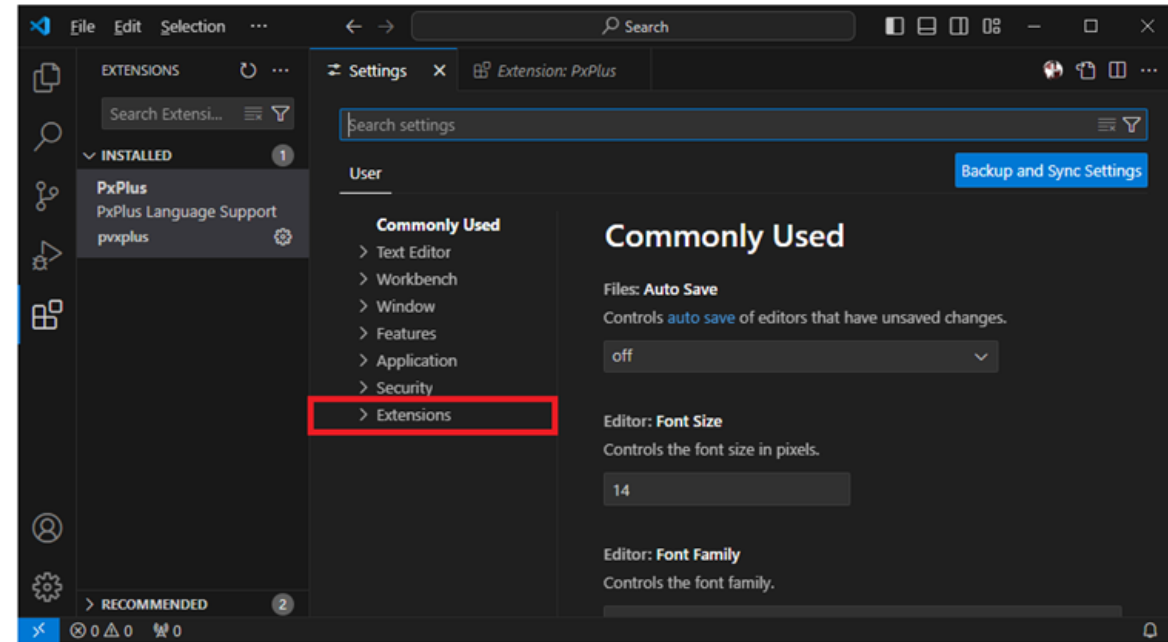 File Edit Selection ···
Search
EXTENSIONS
Search Extensi...
INSTALLED 1
PxPlus
PxPlus Language Support
pvxplus
RECOMMENDED 2
Settings
Extension: PxPlus
Search settings
User
Backup and Sync Settings
Commonly Used
Text Editor
Workbench
Window
Features
Application
Security
Extensions
Commonly Used
Files: Auto Save
Controls auto save of editors that have unsaved changes.
off
Editor: Font Size
Controls the font size in pixels.
14
Editor: Font Family
Controls the font family.
0 0 0